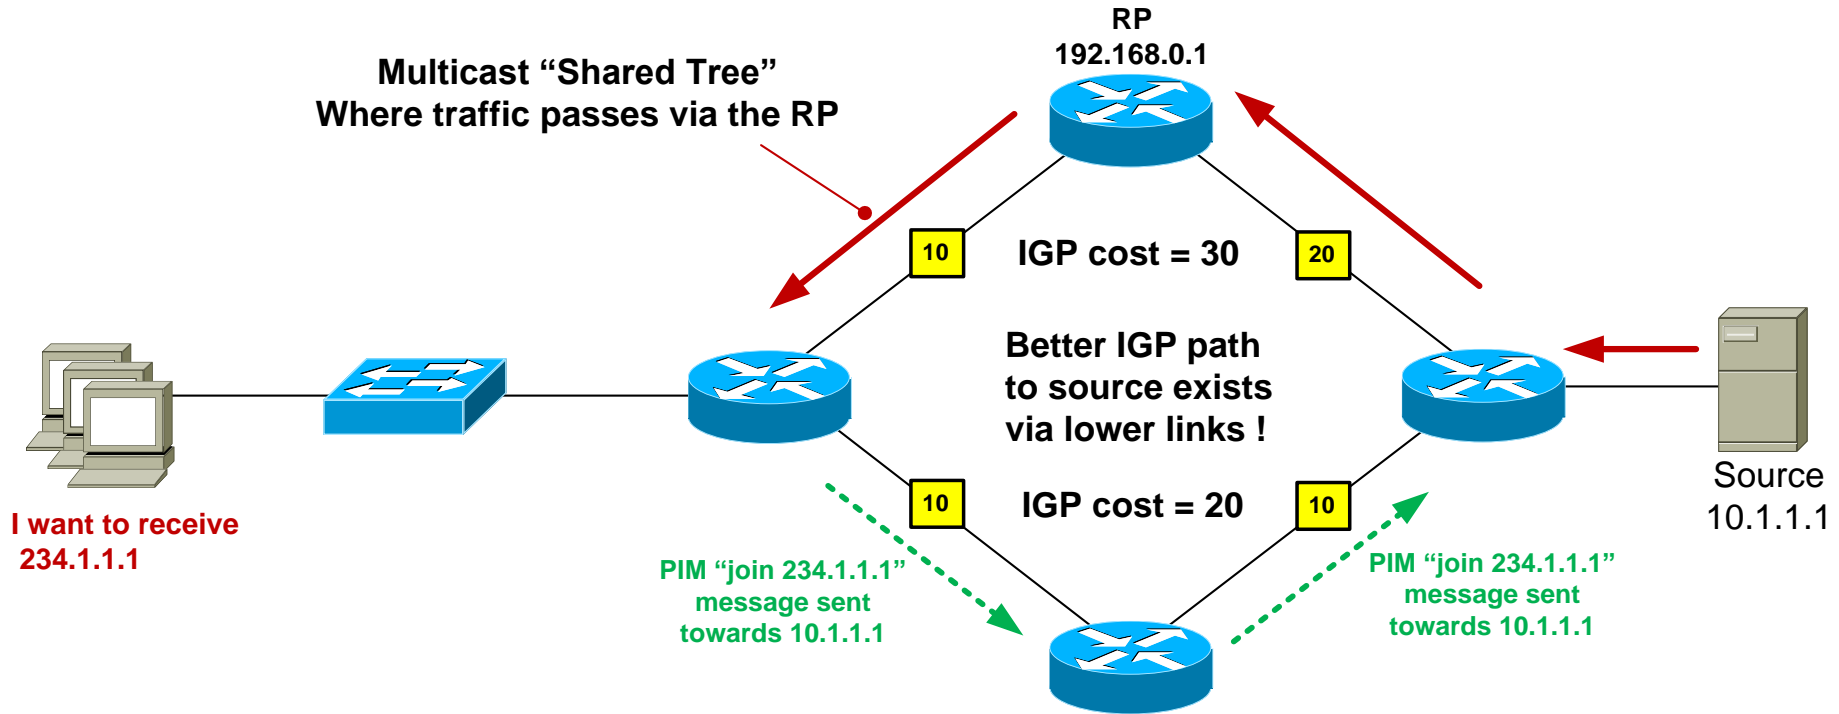 RP
192.168.0.1
Multicast “Shared Tree”
Where traffic passes via the RP
10
IGP cost = 30
20
Better IGP path
to source exists
via lower links !
Source
10.1.1.1
I want to receive
234.1.1.1
10
IGP cost = 20
10
PIM “join 234.1.1.1”
message sent
towards 10.1.1.1
PIM “join 234.1.1.1”
message sent
towards 10.1.1.1